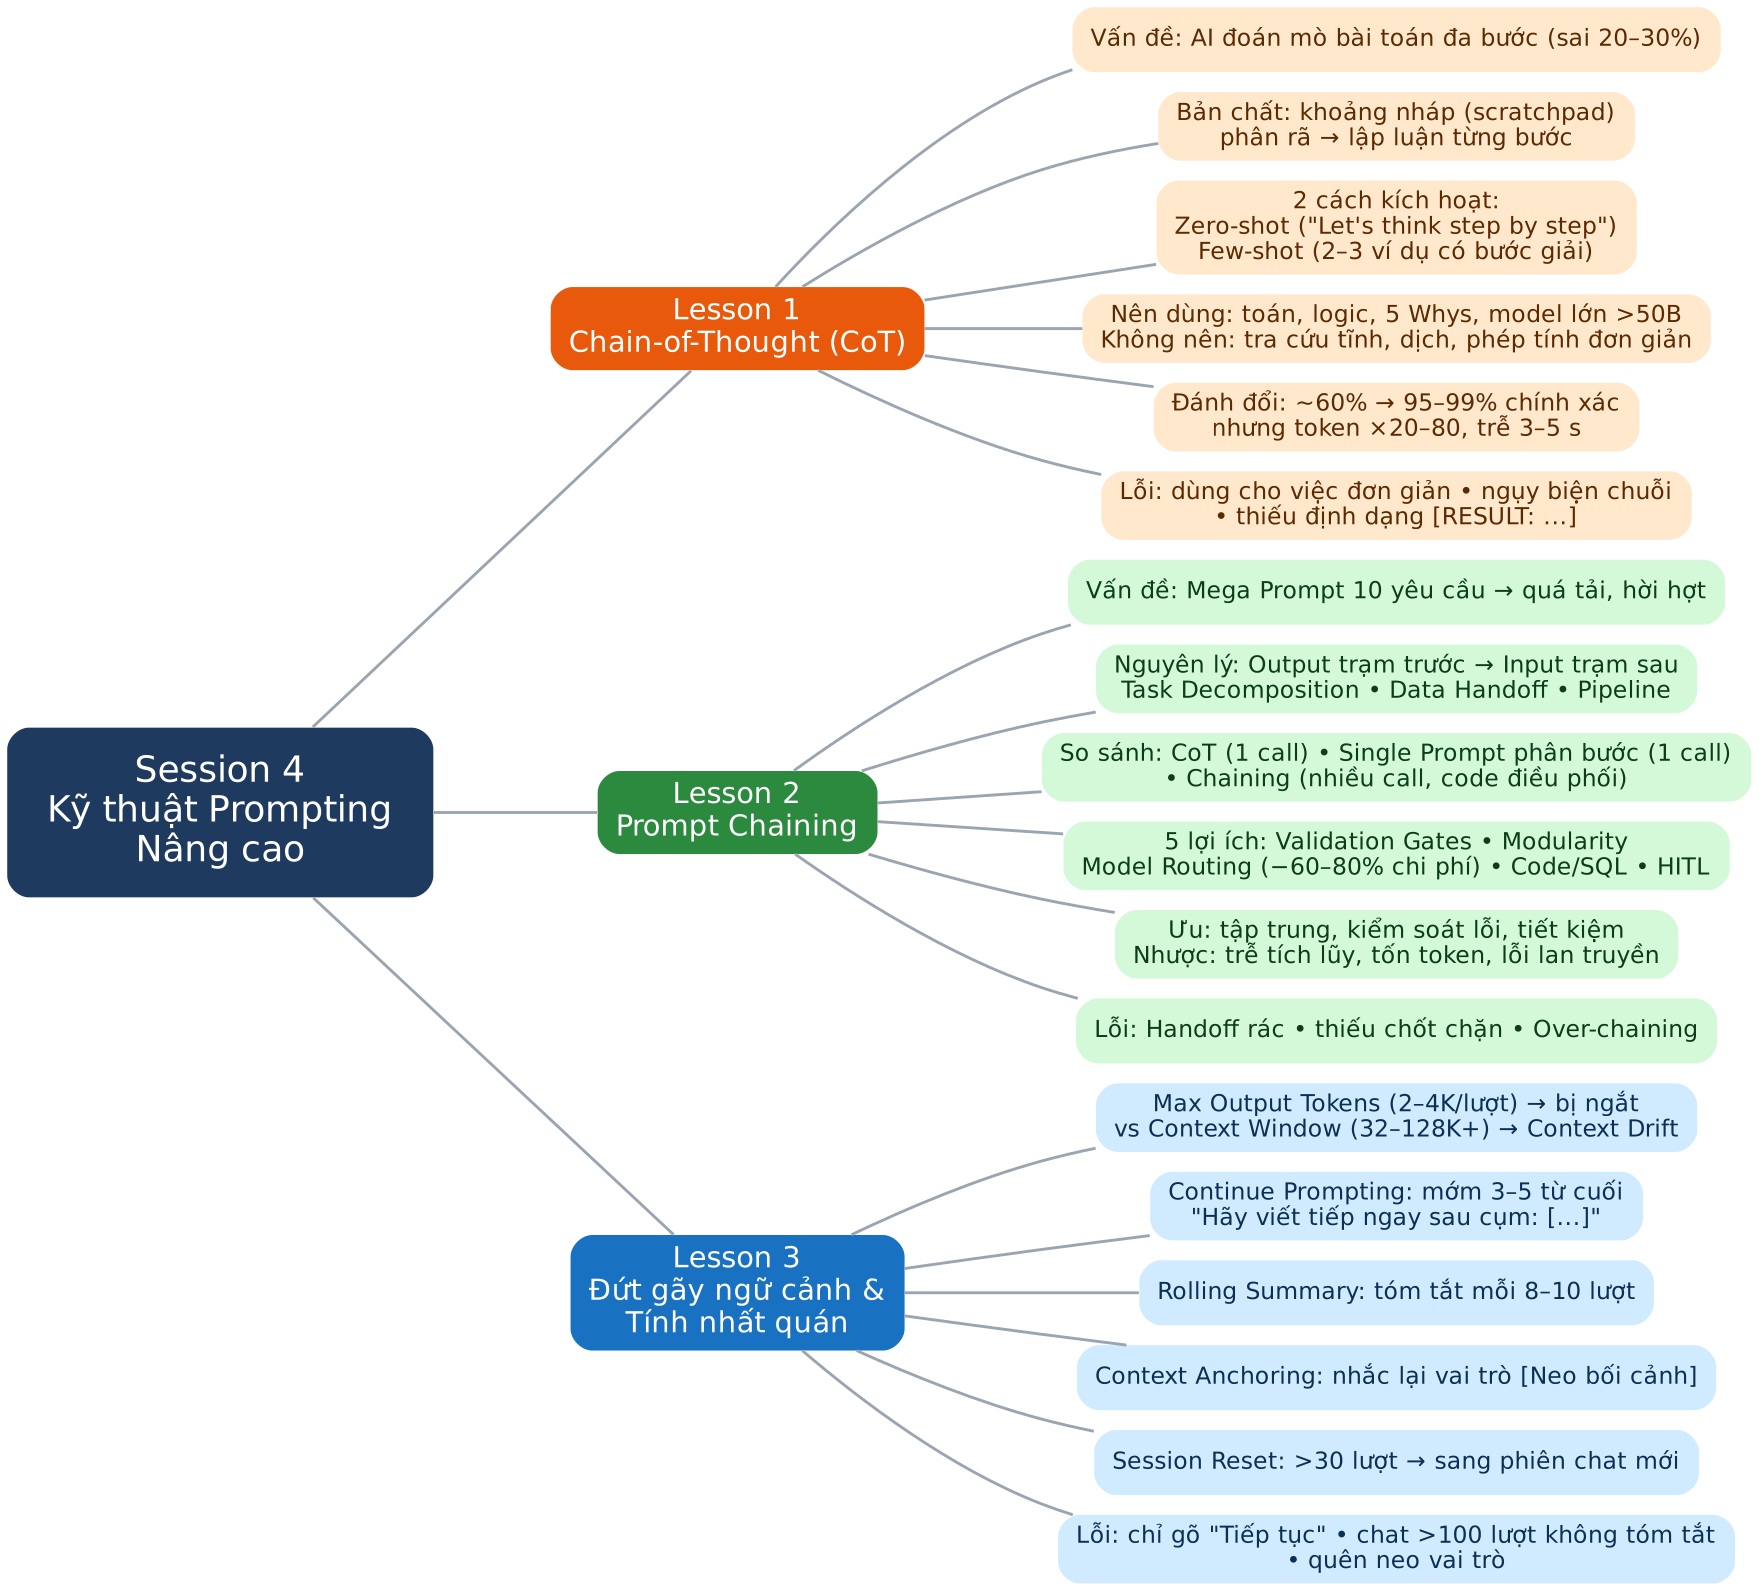 Session 4
Kỹ thuật Prompting
Nâng cao
Lesson 1
Chain-of-Thought (CoT)
Vấn đề: AI đoán mò bài toán đa bước (sai 20–30%)
Bản chất: khoảng nháp (scratchpad)
phân rã → lập luận từng bước
2 cách kích hoạt:
Zero-shot ("Let's think step by step")
Few-shot (2–3 ví dụ có bước giải)
Nên dùng: toán, logic, 5 Whys, model lớn >50B
Không nên: tra cứu tĩnh, dịch, phép tính đơn giản
Đánh đổi: ~60% → 95–99% chính xác
nhưng token ×20–80, trễ 3–5 s
Lỗi: dùng cho việc đơn giản • ngụy biện chuỗi
• thiếu định dạng [RESULT: ...]
Lesson 2
Prompt Chaining
Vấn đề: Mega Prompt 10 yêu cầu → quá tải, hời hợt
Nguyên lý: Output trạm trước → Input trạm sau
Task Decomposition • Data Handoff • Pipeline
So sánh: CoT (1 call) • Single Prompt phân bước (1 call)
• Chaining (nhiều call, code điều phối)
5 lợi ích: Validation Gates • Modularity
Model Routing (−60–80% chi phí) • Code/SQL • HITL
Ưu: tập trung, kiểm soát lỗi, tiết kiệm
Nhược: trễ tích lũy, tốn token, lỗi lan truyền
Lỗi: Handoff rác • thiếu chốt chặn • Over-chaining
Lesson 3
Đứt gãy ngữ cảnh &
Tính nhất quán
Max Output Tokens (2–4K/lượt) → bị ngắt
vs Context Window (32–128K+) → Context Drift
Continue Prompting: mớm 3–5 từ cuối
"Hãy viết tiếp ngay sau cụm: [...]"
Rolling Summary: tóm tắt mỗi 8–10 lượt
Context Anchoring: nhắc lại vai trò [Neo bối cảnh]
Session Reset: >30 lượt → sang phiên chat mới
Lỗi: chỉ gõ "Tiếp tục" • chat >100 lượt không tóm tắt
• quên neo vai trò